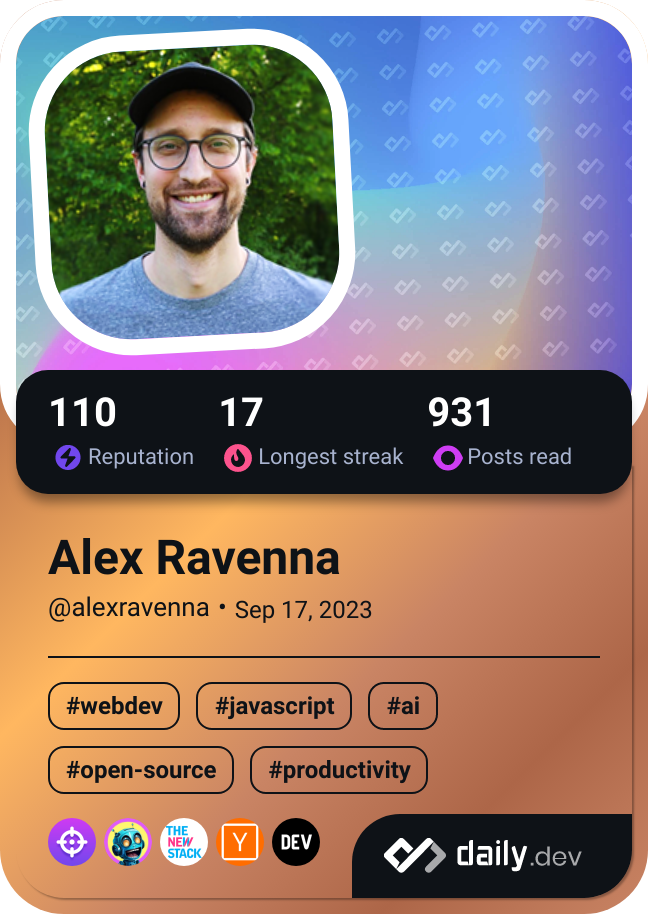 110 17 931
Reputation Longest streak Posts read
Alex Ravenna
@alexravenna • Sep 17, 2023
#webdev #javascript #ai
#open-source #productivity
THE
NEW
STACK
Y
DEV
daily.dev